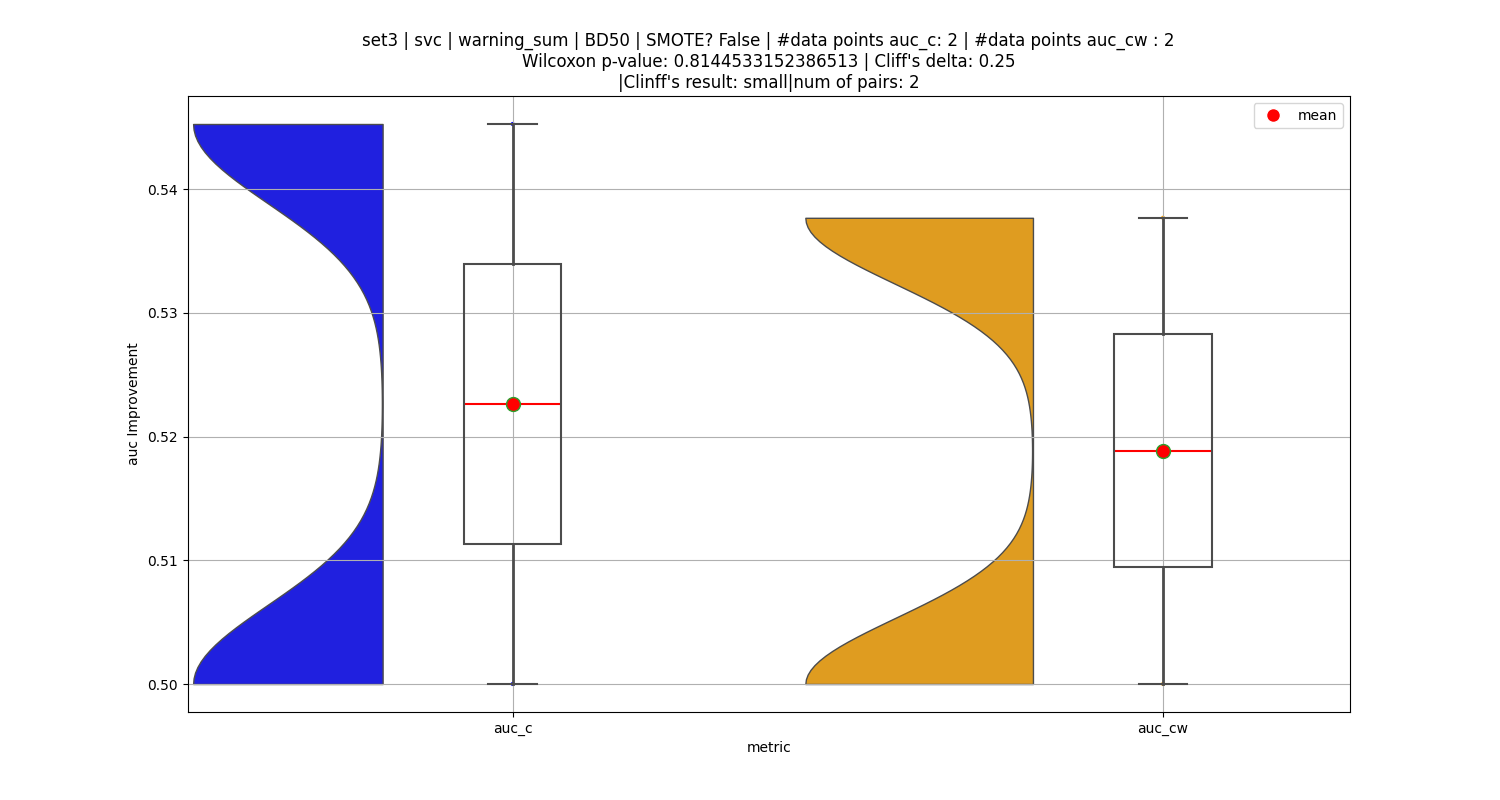 set3 | svc | warning_sum | BD50 | SMOTE? False | #data points auc_c: 2 | #data points auc_cw : 2
Wilcoxon p-value: 0.8144533152386513 | Cliff's delta: 0.25
|Clinff's result: small|num of pairs: 2
mean
0.54
0.53
0.52
0.51
0.50
auc Improvement
auc_c
auc_cw
metric